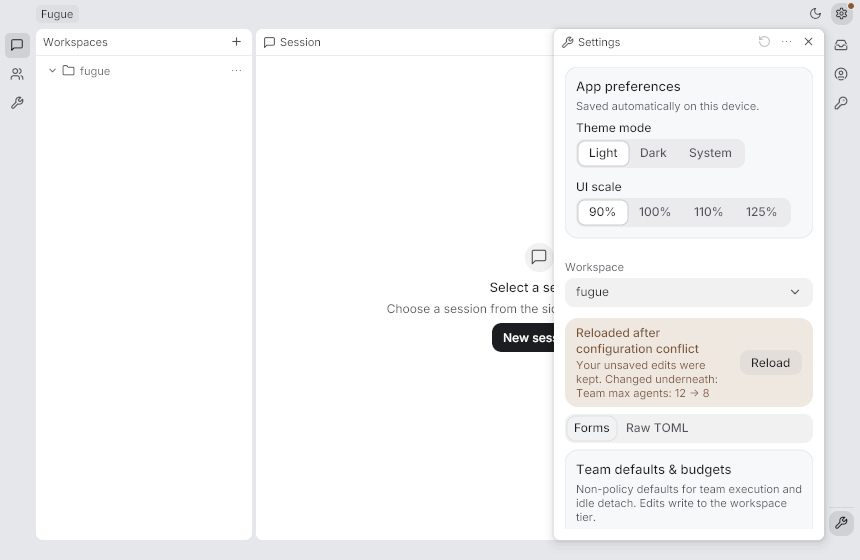 Fugue
Workspaces
fugue
Session
Select a se
Choose a session from the sid
New sess
Settings
App preferences
Saved automatically on this device.
Theme mode
Light Dark System
UI scale
90% 100% 110% 125%
Workspace
fugue
Reloaded after
configuration conflict
Your unsaved edits were
kept. Changed underneath:
Team max agents: 12 → 8
Reload
Forms Raw TOML
Team defaults & budgets
Non-policy defaults for team execution and
idle detach. Edits write to the workspace
tier.